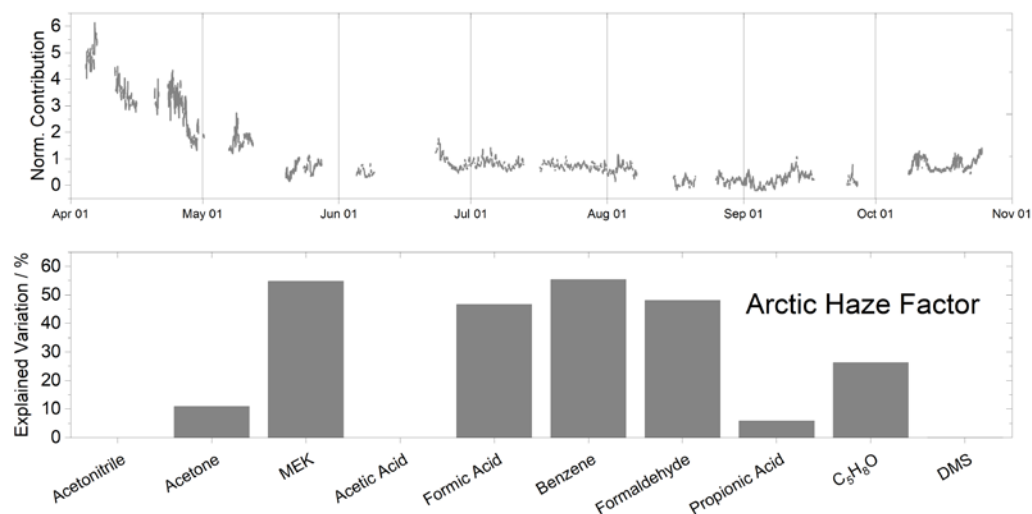 Norm. Contribution
6
5
4
3
2
1
0
Apr 01 May 01 Jun 01 Jul 01 Aug 01 Sep 01 Oct 01 Nov 01
Explained Variation / %
60
50
40
30
20
10
0
Arctic Haze Factor
Acetonitrile Acetone MEK Acetic Acid Formic Acid Benzene Formaldehyde Propionic Acid C₅H₈O DMS